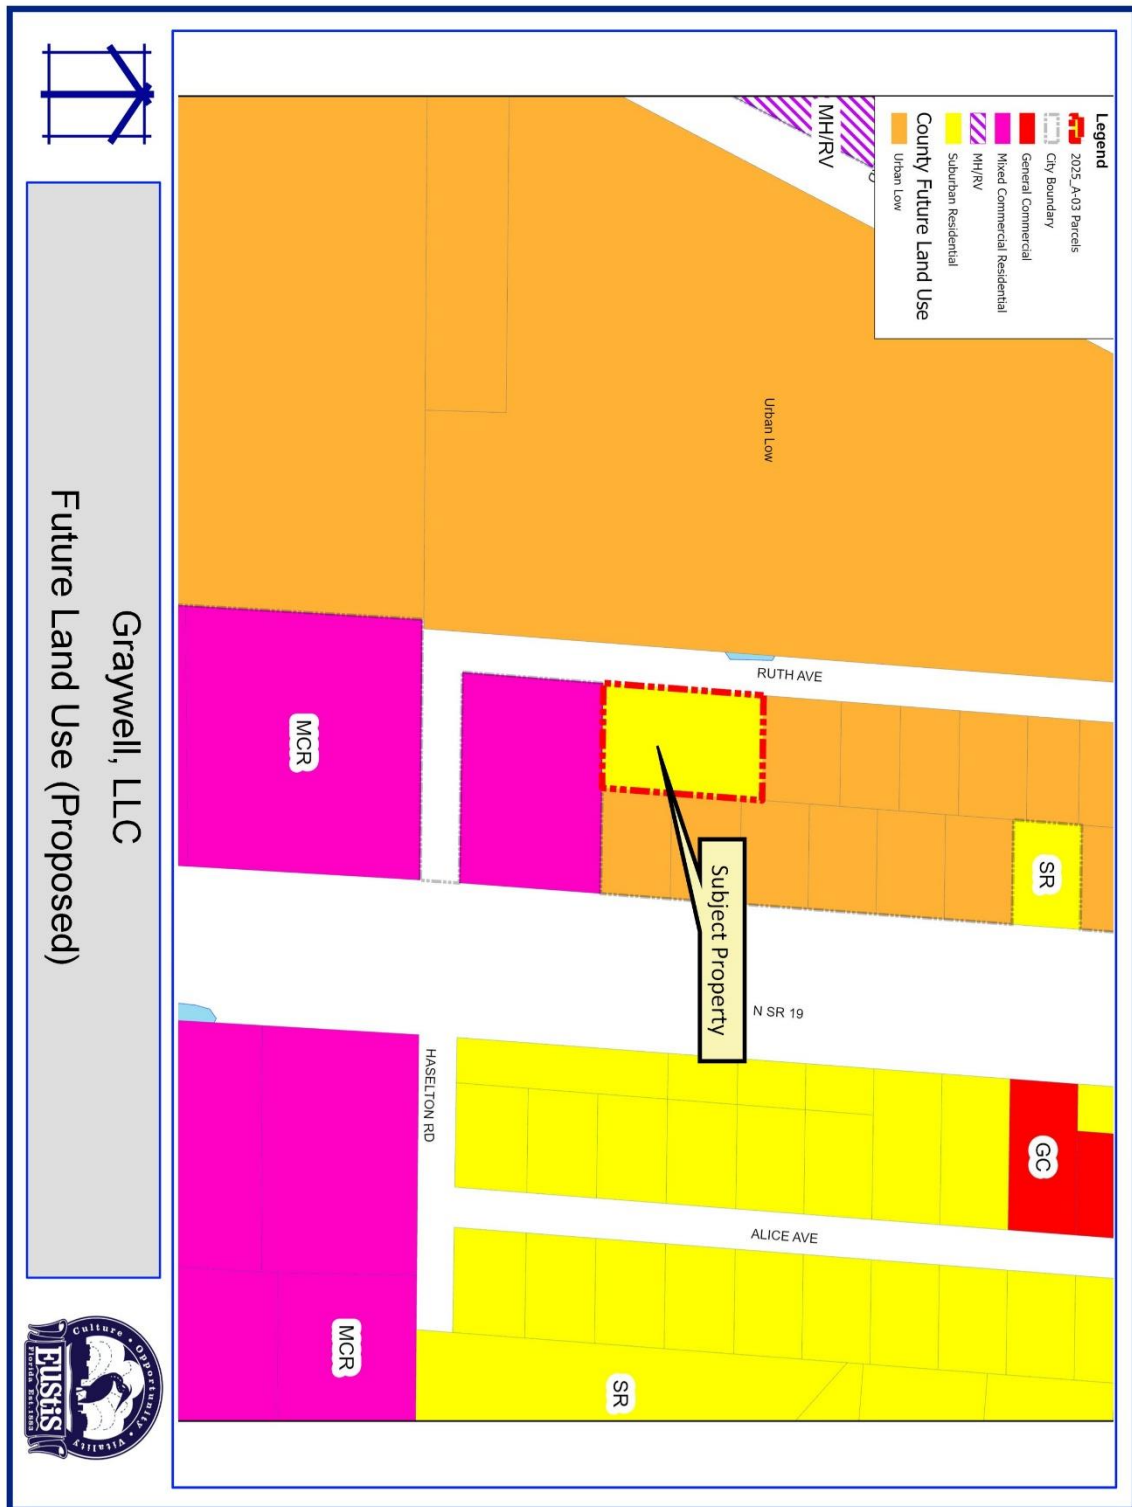 Legend
2025_A-03 Parcels
City Boundary
General Commercial
Mixed Commercial Residential
MH/RV
Suburban Residential
County Future Land Use
Urban Low
MH/RV
Urban Low
RUTH AVE
MCR
SR
Subject Property
N SR 19
HASELTON RD
GC
ALICE AVE
MCR
SR
Graywell, LLC
Future Land Use (Proposed)
Culture • Opportunity • Vitality
EUSTIS
Florida Est.1883